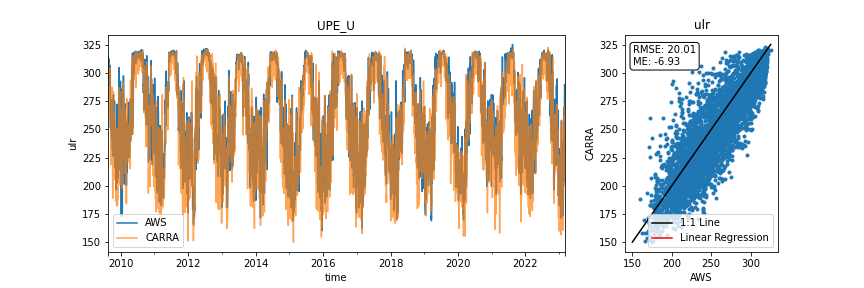 UPE_U
ulr
325
300
275
250
225
200
175
150
AWS
CARRA
2010
2012
2014
2016
2018
2020
2022
time
ulr
CARRA
325
300
275
250
225
200
175
150
RMSE: 20.01
ME: -6.93
1:1 Line
Linear Regression
150
200
250
300
AWS